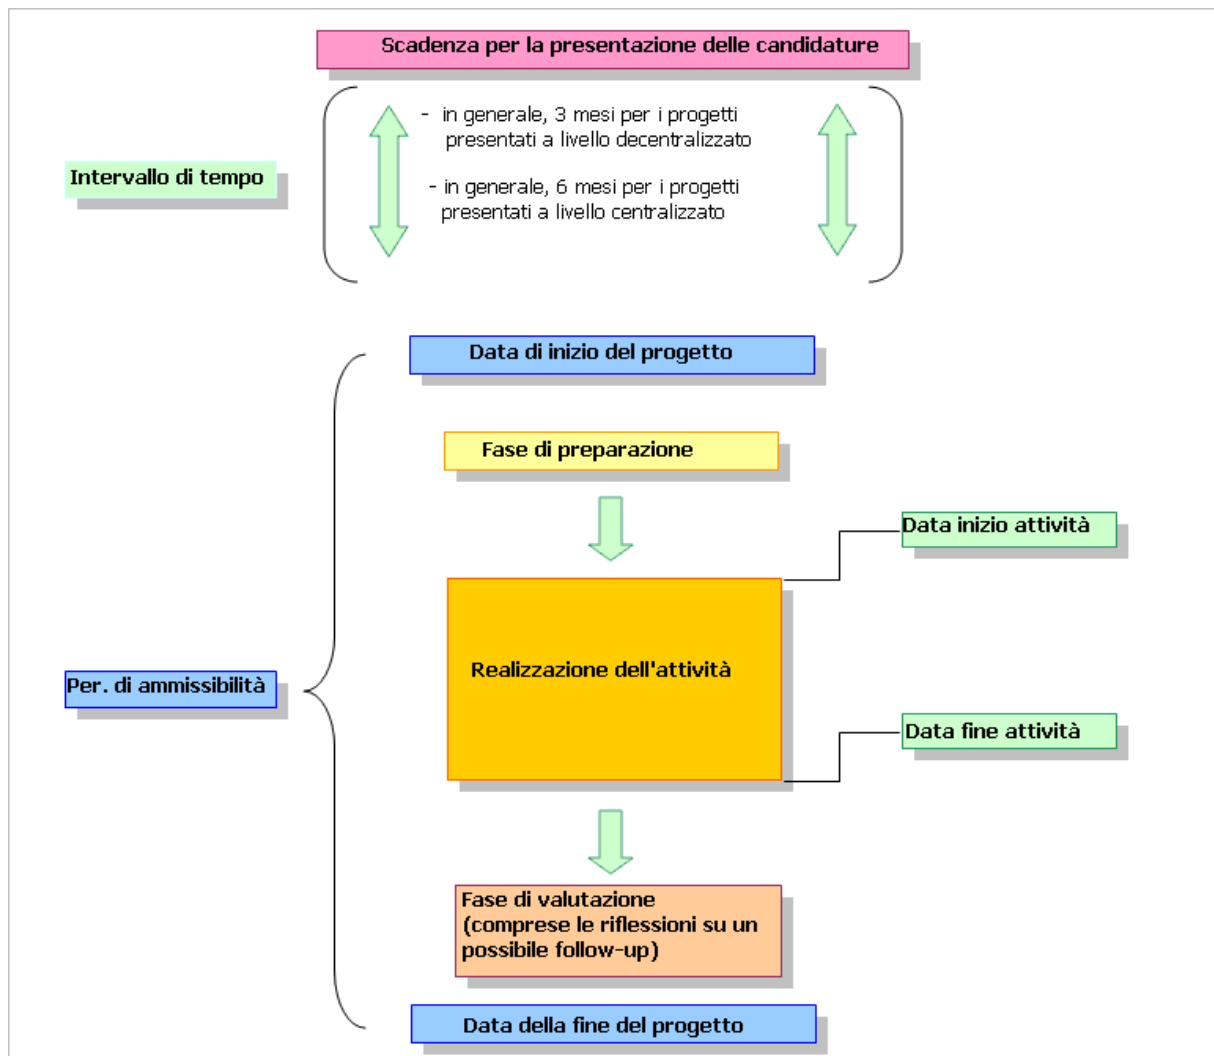 Scadenza per la presentazione delle candidature
- in generale, 3 mesi per i progetti
presentati a livello decentralizzato
Intervallo di tempo
- in generale, 6 mesi per i progetti
presentati a livello centralizzato
Data di inizio del progetto
Fase di preparazione
Data inizio attività
Realizzazione dell'attività
Per. di ammissibilità
Data fine attività
Fase di valutazione
(comprese le riflessioni su un
possibile follow-up)
Data della fine del progetto